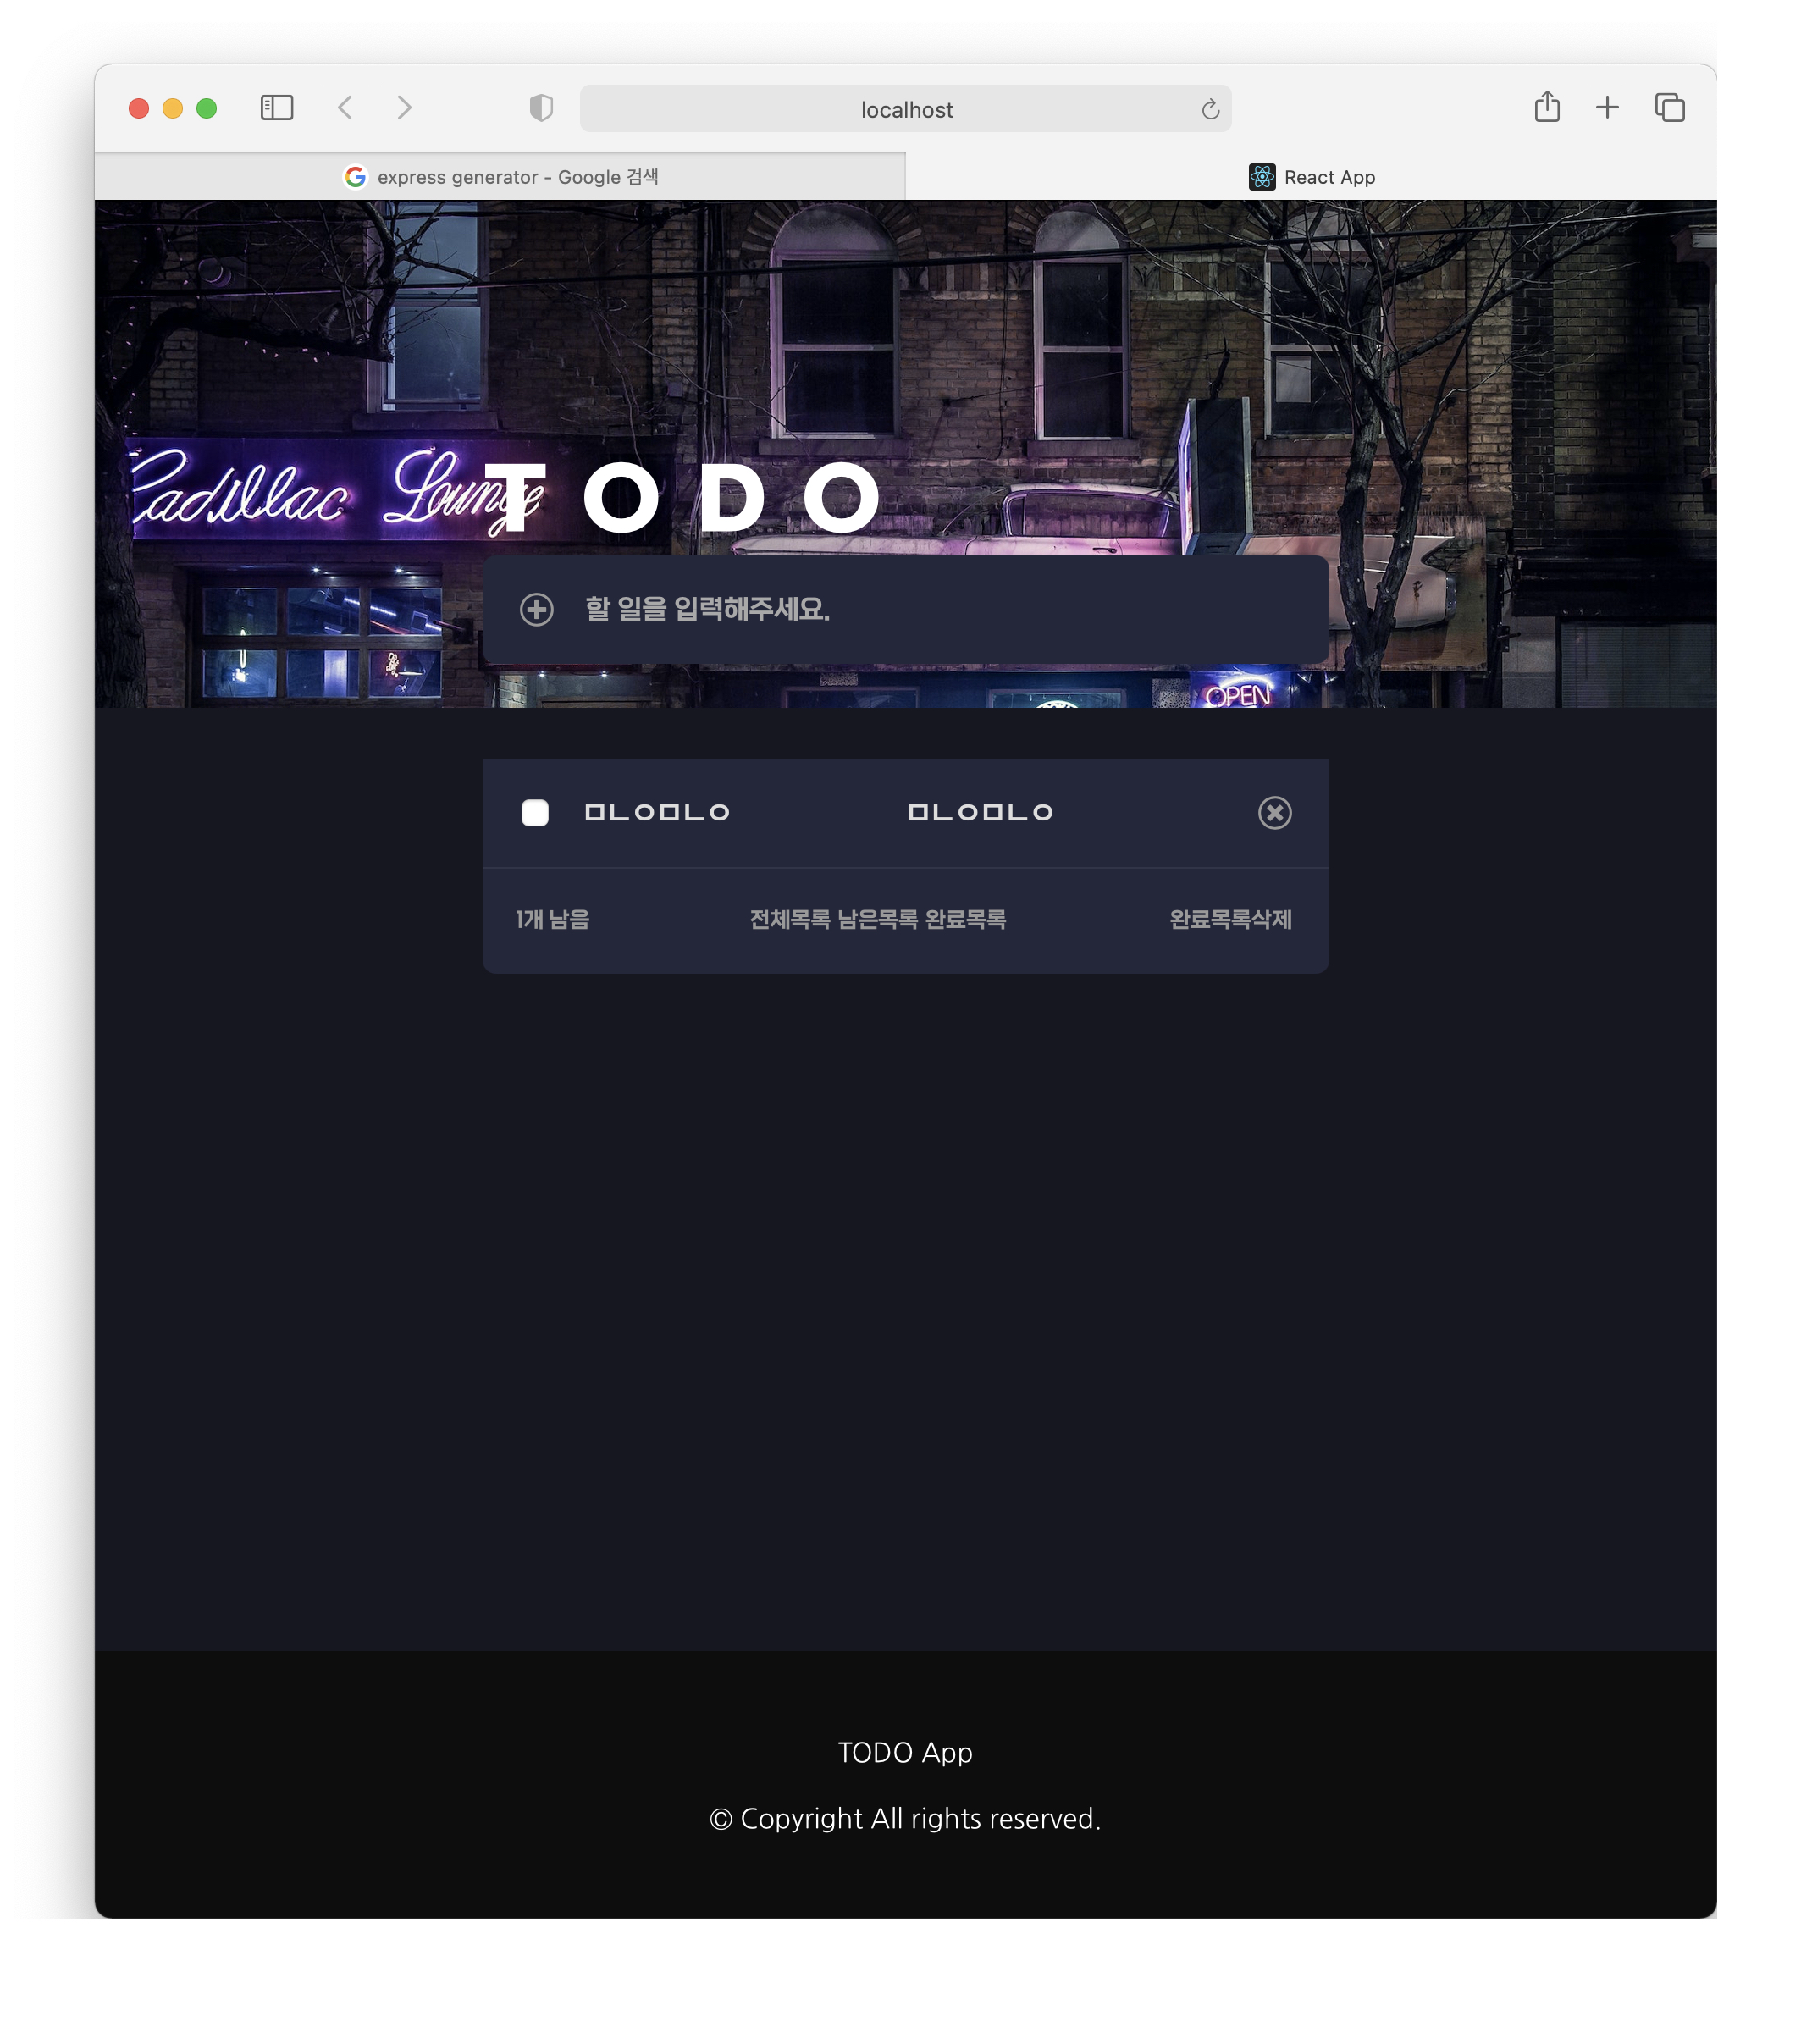 localhost
express generator - Google 검색
React App
Cadillac Lounge
TODO
할 일을 입력해주세요.
OPEN
ㅁㄴㅇㅁㄴㅇ ㅁㄴㅇㅁㄴㅇ
1개 남음 전체목록 남은목록 완료목록 완료목록삭제
TODO App
© Copyright All rights reserved.